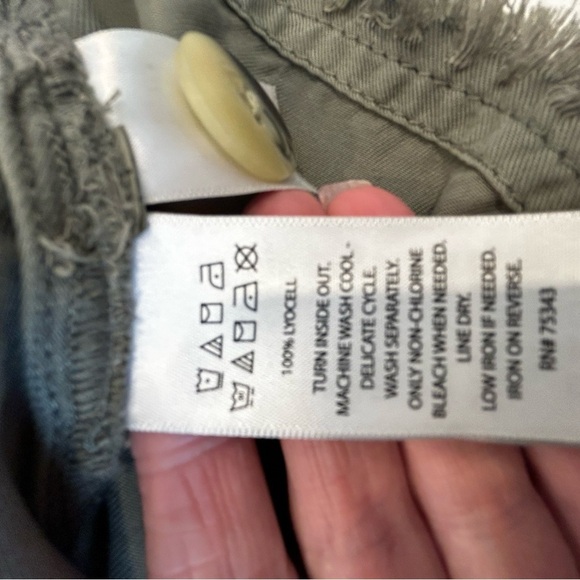 100% LYOCELL
TURN INSIDE OUT.
MACHINE WASH COOL -
DELICATE CYCLE.
WASH SEPARATELY.
ONLY NON-CHLORINE
BLEACH WHEN NEEDED.
LINE DRY.
LOW IRON IF NEEDED.
IRON ON REVERSE.
RN# 75343